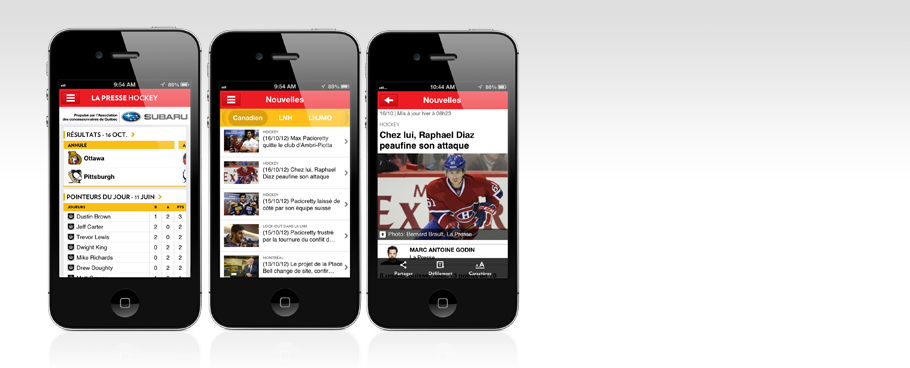 9:54 AM 88%
LA PRESSE HOCKEY
Propulsé par l'Association
des concessionnaires de Québec
SUBARU
RÉSULTATS - 16 OCT.
ANNULÉ
Ottawa
Pittsburgh
POINTEURS DU JOUR - 11 JUIN
JOUEURS B A PTS
Dustin Brown 1 2 3
Jeff Carter 2 0 2
Trevor Lewis 2 0 2
Dwight King 0 2 2
Mike Richards 0 2 2
Drew Doughty 0 2 2
9:54 AM 88%
Nouvelles
Canadien LNH LHJMQ
HOCKEY
(16/10/12) Max Pacioretty
quitte le club d'Ambri-Piotta
HOCKEY
(16/10/12) Chez lui, Raphael
Diaz peaufine son attaque
HOCKEY
(15/10/12) Pacioretty laissé de
côté par son équipe suisse
LOCK-OUT DANS LA LNH
(15/10/12) Pacioretty frustré
par la tournure du conflit d...
MONTRÉAL
(13/10/12) Le projet de la Place
Bell change de site, confir...
10:44 AM 88%
Nouvelles
16/10 | Mis à jour hier à 08h23
HOCKEY
Chez lui, Raphael Diaz
peaufine son attaque
61
Photo: Bernard Brault, La Presse
MARC ANTOINE GODIN
La Presse
Partager Défilement Caractères